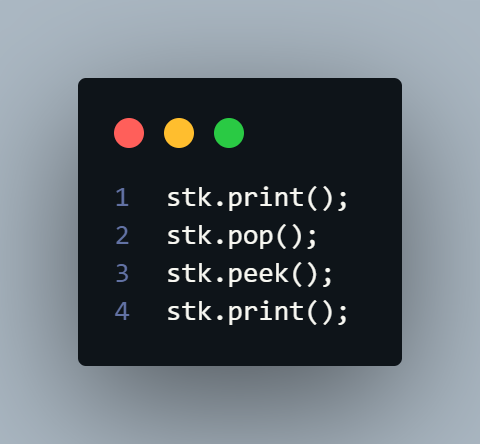 1 stk.print();
2 stk.pop();
3 stk.peek();
4 stk.print();